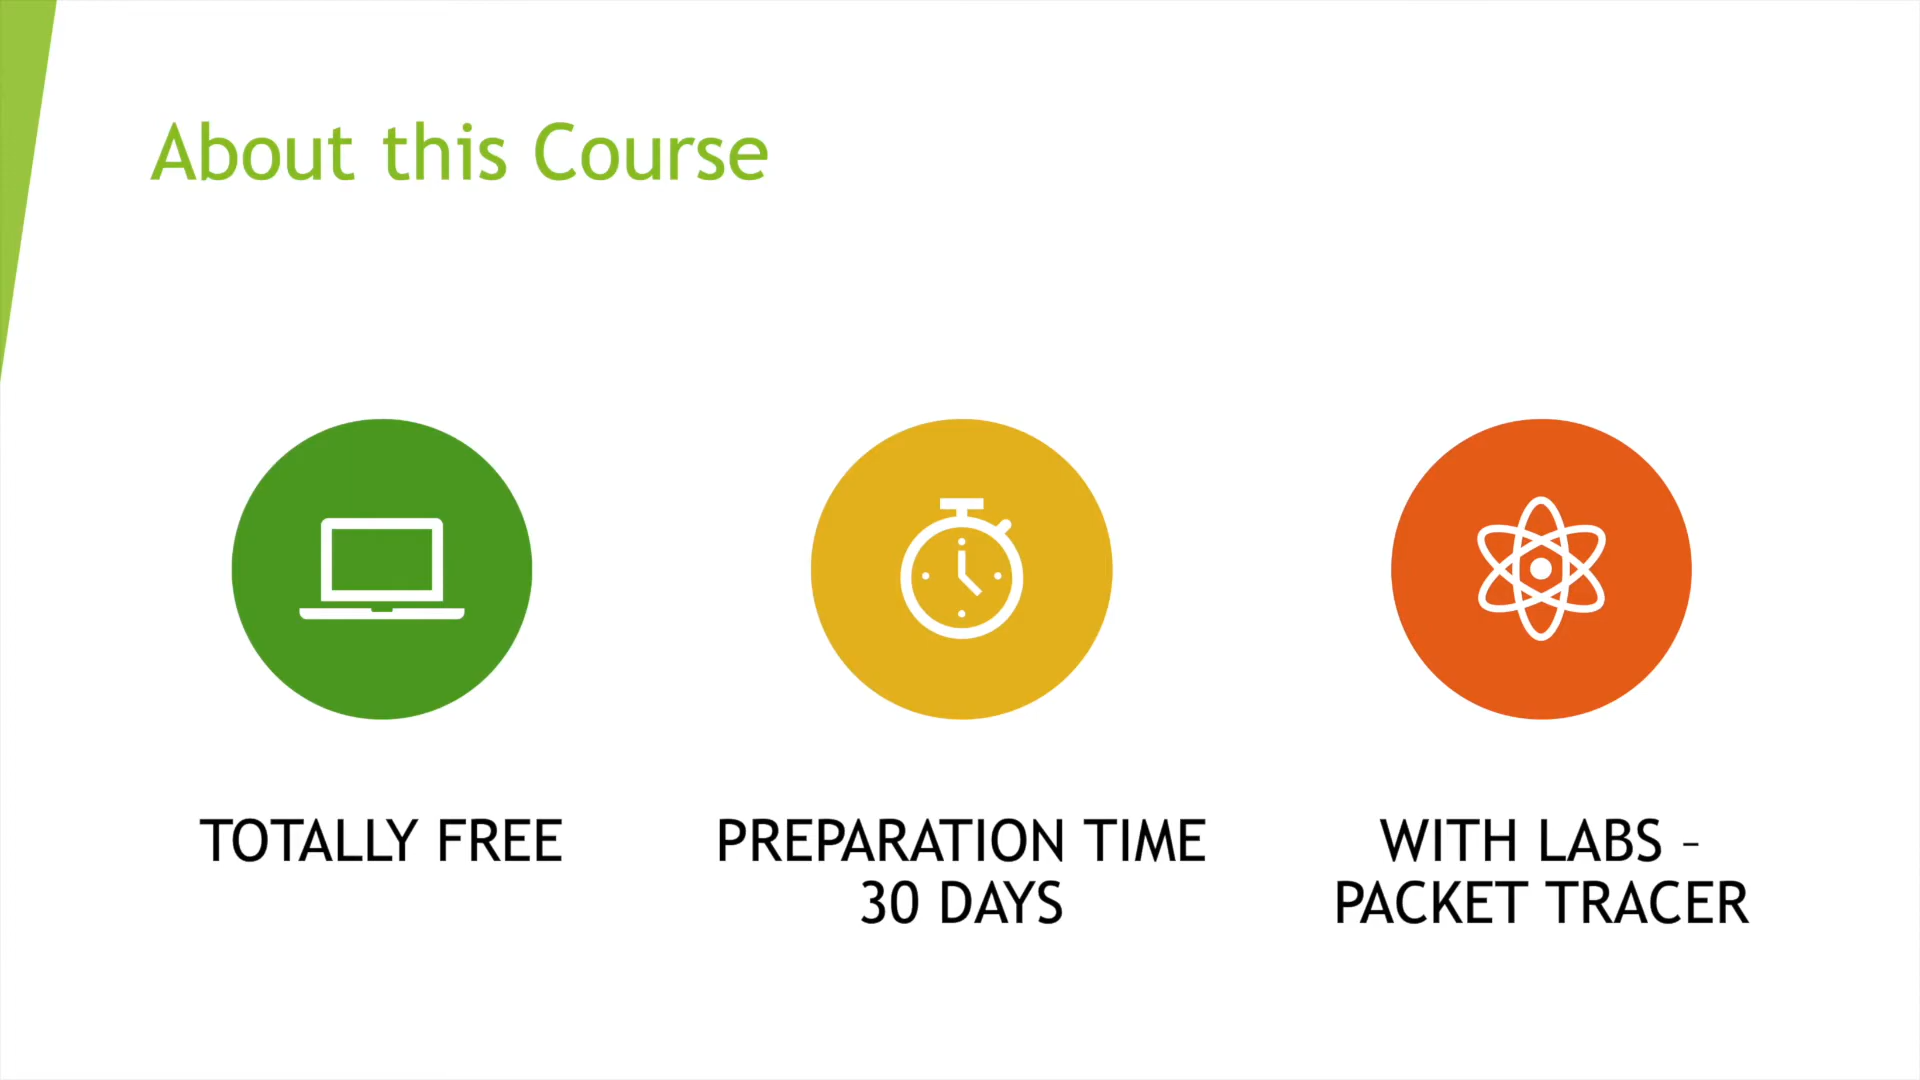 About this Course
TOTALLY FREE
PREPARATION TIME
30 DAYS
WITH LABS –
PACKET TRACER